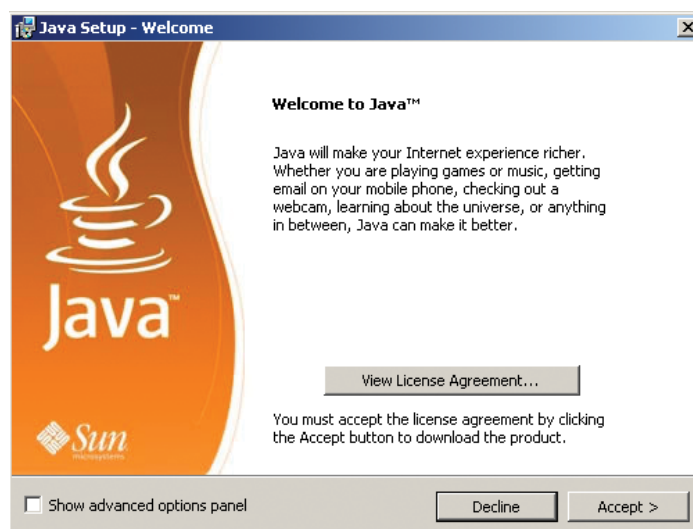 Java Setup - Welcome
Java™
Sun
microsystems
Welcome to Java™
Java will make your Internet experience richer.
Whether you are playing games or music, getting
email on your mobile phone, checking out a
webcam, learning about the universe, or anything
in between, Java can make it better.
View License Agreement...
You must accept the license agreement by clicking
the Accept button to download the product.
Show advanced options panel
Decline
Accept >